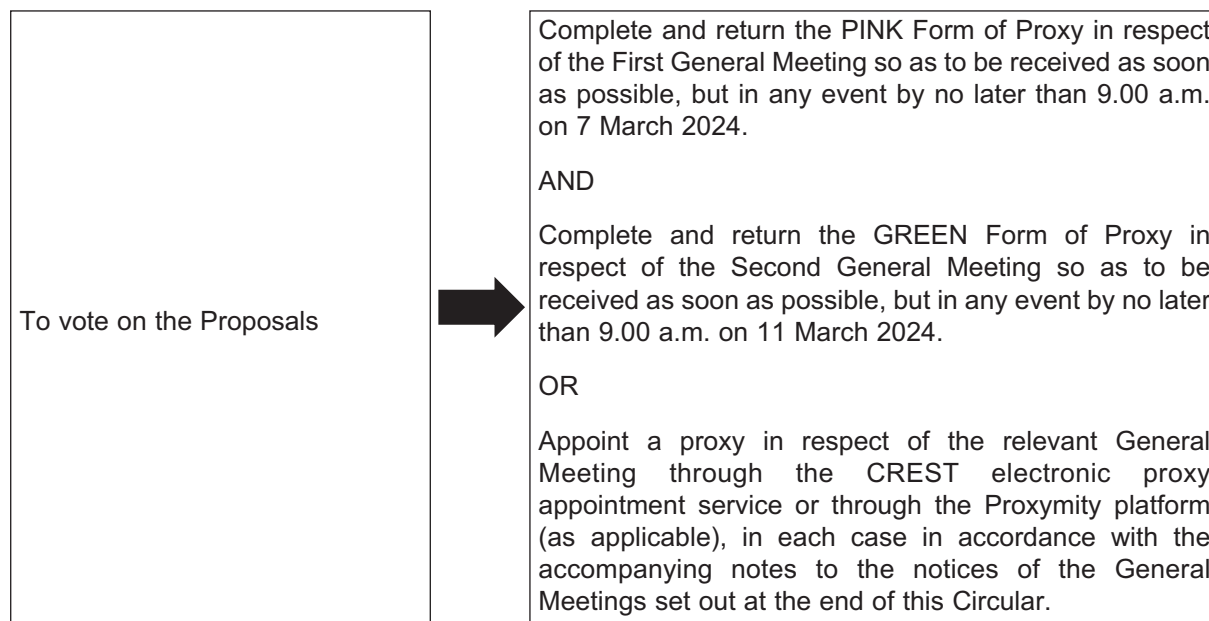 To vote on the Proposals
Complete and return the PINK Form of Proxy in respect
of the First General Meeting so as to be received as soon
as possible, but in any event by no later than 9.00 a.m.
on 7 March 2024.
AND
Complete and return the GREEN Form of Proxy in
respect of the Second General Meeting so as to be
received as soon as possible, but in any event by no later
than 9.00 a.m. on 11 March 2024.
OR
Appoint a proxy in respect of the relevant General
Meeting through the CREST electronic proxy
appointment service or through the Proxymity platform
(as applicable), in each case in accordance with the
accompanying notes to the notices of the General
Meetings set out at the end of this Circular.